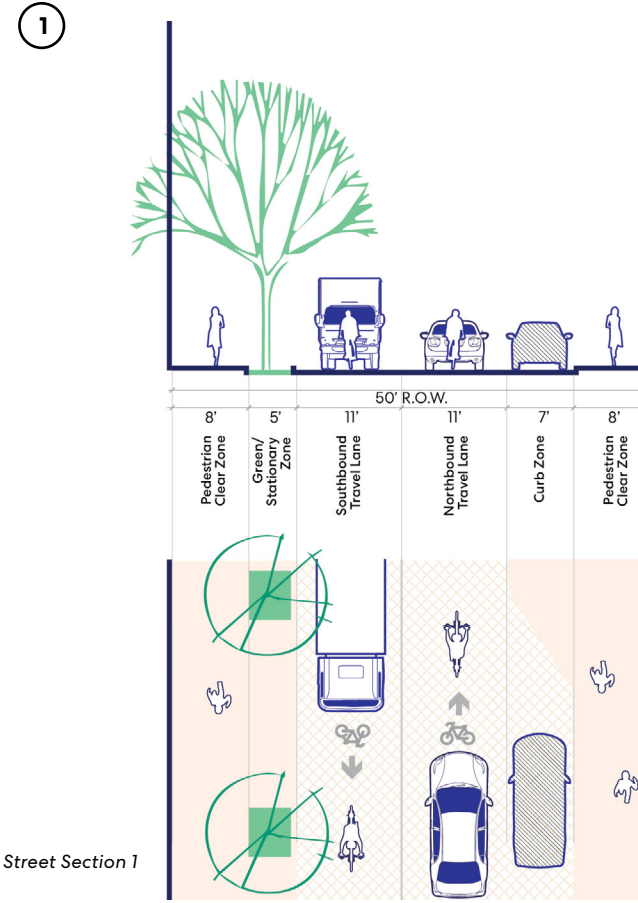 1
50' R.O.W.
8'
5'
11'
11'
7'
8'
Pedestrian
Clear Zone
Green/
Stationary
Zone
Southbound
Travel Lane
Northbound
Travel Lane
Curb Zone
Pedestrian
Clear Zone
Street Section 1